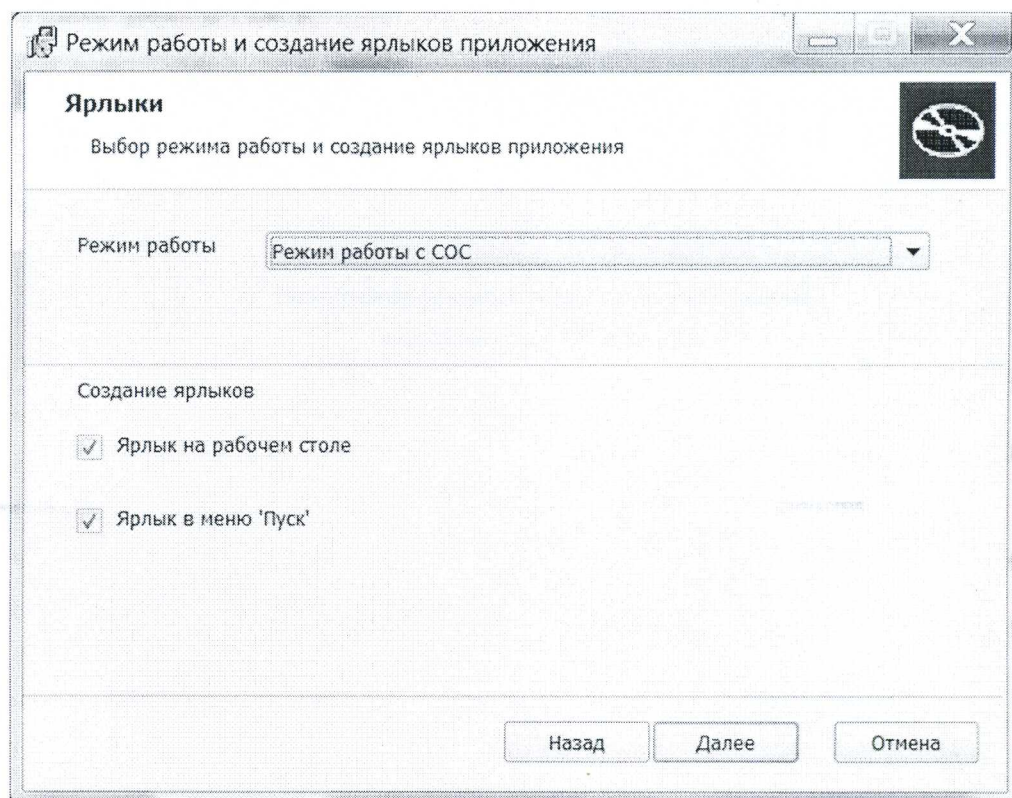 Режим работы и создание ярлыков приложения
Ярлыки
Выбор режима работы и создание ярлыков приложения
Режим работы
Режим работы с СОС
Создание ярлыков
Ярлык на рабочем столе
Ярлык в меню 'Пуск'
Назад
Далее
Отмена